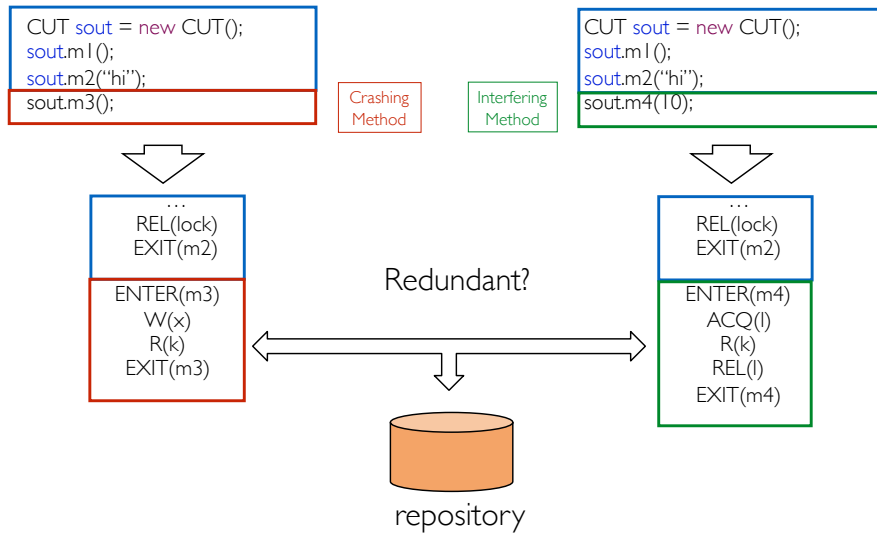 CUT sout = new CUT();
sout.m1();
sout.m2(“hi”);
sout.m3();
Crashing
Method
Interfering
Method
CUT sout = new CUT();
sout.m1();
sout.m2(“hi”);
sout.m4(10);
...
REL(lock)
EXIT(m2)
ENTER(m3)
W(x)
R(k)
EXIT(m3)
Redundant?
...
REL(lock)
EXIT(m2)
ENTER(m4)
ACQ(l)
R(k)
REL(l)
EXIT(m4)
repository